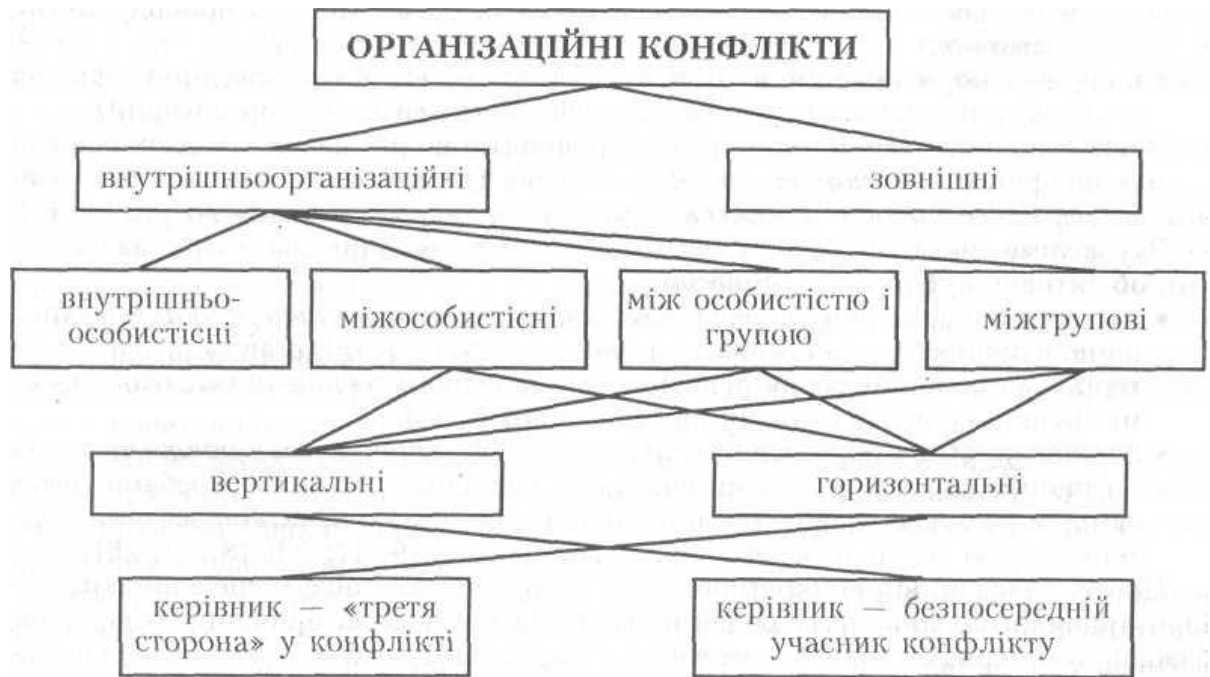 ОРГАНІЗАЦІЙНІ КОНФЛІКТИ
внутрішньоорганізаційні
зовнішні
внутрішньо-
особистісні
міжособистісні
між особистістю і
групою
міжтрупові
вертикальні
горизонтальні
керівник — «третя
сторона» у конфлікті
керівник — безпосередній
учасник конфлікту